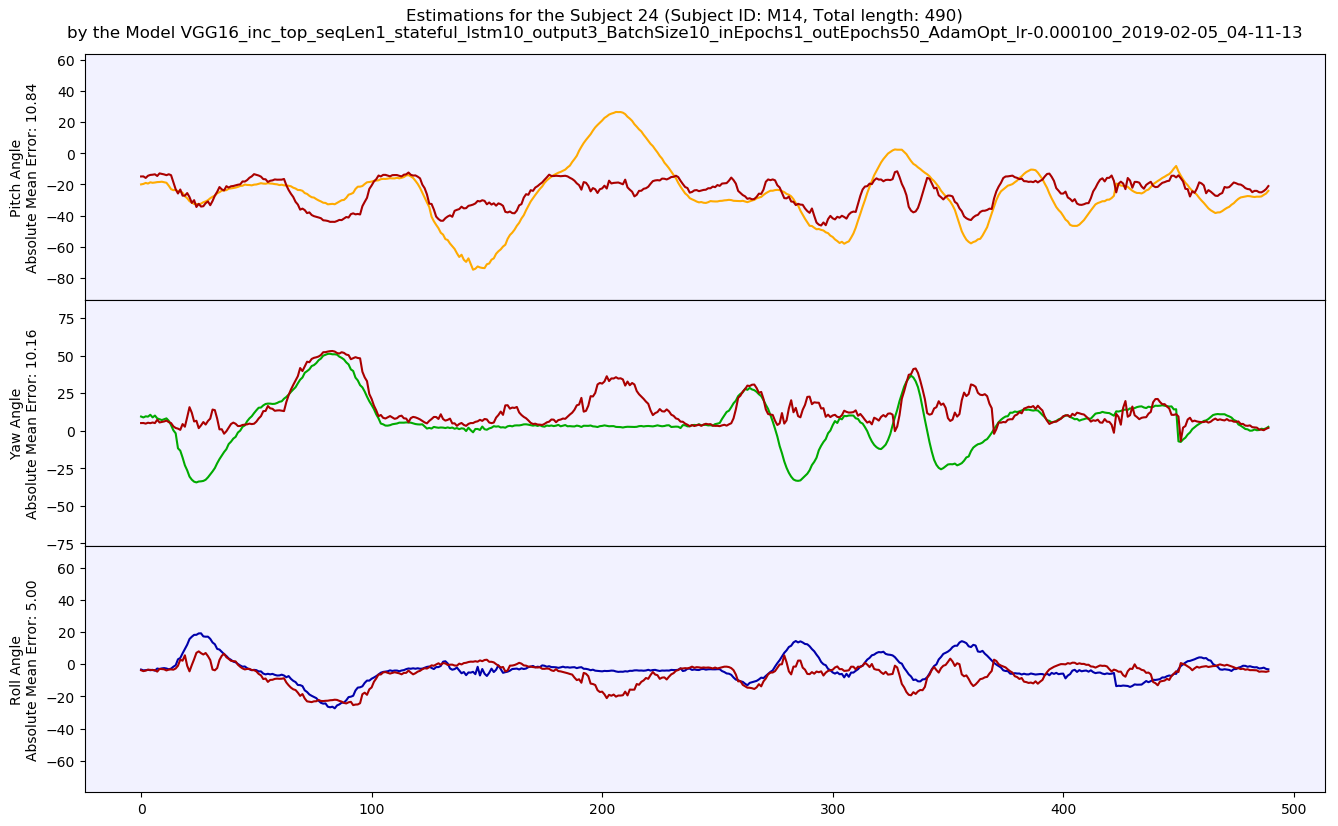 Estimations for the Subject 24 (Subject ID: M14, Total length: 490)
by the Model VGG16_inc_top_seqLen1_stateful_lstm10_output3_BatchSize10_inEpochs1_outEpochs50_AdamOpt_lr-0.000100_2019-02-05_04-11-13
Pitch Angle
Absolute Mean Error: 10.84
60
40
20
0
−20
−40
−60
−80
Yaw Angle
Absolute Mean Error: 10.16
75
50
25
0
−25
−50
−75
Roll Angle
Absolute Mean Error: 5.00
60
40
20
0
−20
−40
−60
0 100 200 300 400 500